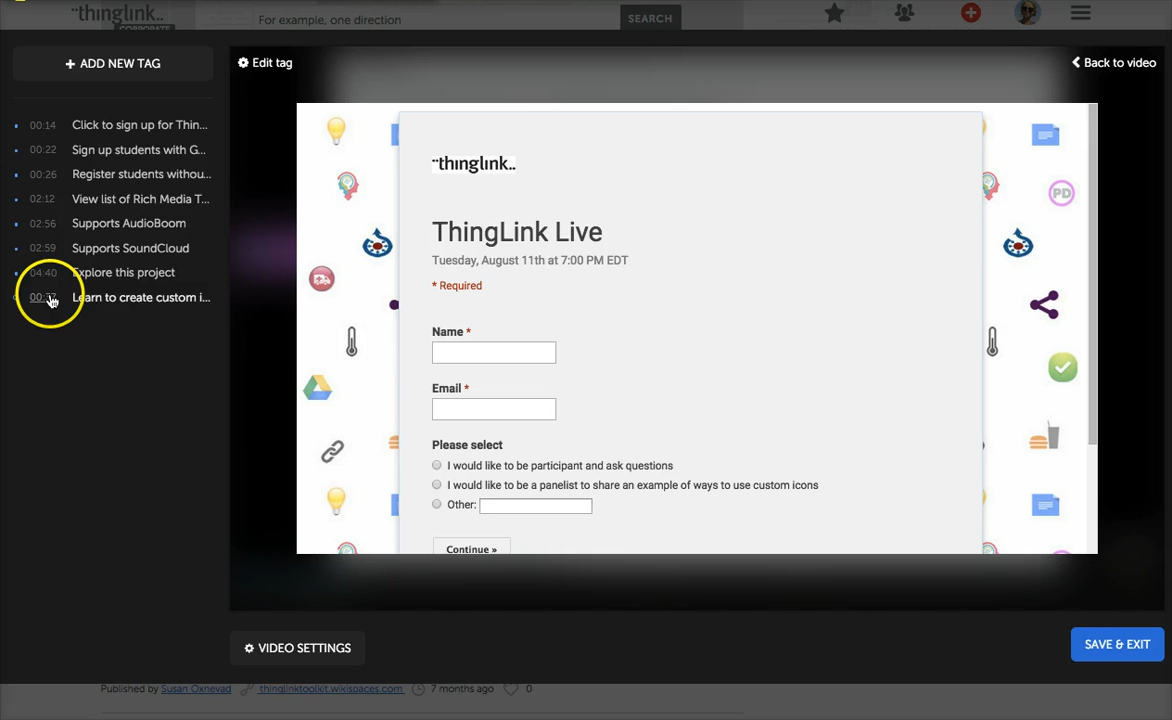 ¨thinglink..
CORPORATE
For example, one direction
SEARCH
+ ADD NEW TAG
Edit tag
Back to video
00:14 Click to sign up for Thin...
00:22 Sign up students with G...
00:26 Register students withou...
02:12 View list of Rich Media T...
02:56 Supports AudioBoom
02:59 Supports SoundCloud
04:40 Explore this project
Learn to create custom i...
PD
¨thinglink..
ThingLink Live
Tuesday, August 11th at 7:00 PM EDT
* Required
Name *
Email *
Please select
I would like to be participant and ask questions
I would like to be a panelist to share an example of ways to use custom icons
Other:
Continue »
VIDEO SETTINGS
SAVE & EXIT
Published by Susan Oxnevad thinglinktoolkit.wikispaces.com 7 months ago 0